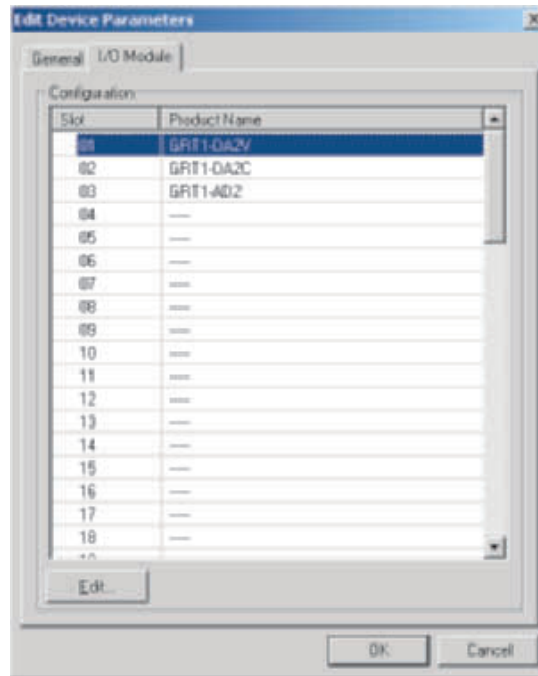 Edit Device Parameters
General I/O Module
Configuration
Slot Product Name
01 GRT1-DA2V
02 GRT1-DA2C
03 GRT1-AD2
04 ----
05 ----
06 ----
07 ----
08 ----
09 ----
10 ----
11 ----
12 ----
13 ----
14 ----
15 ----
16 ----
17 ----
18 ----
Edit...
OK Cancel